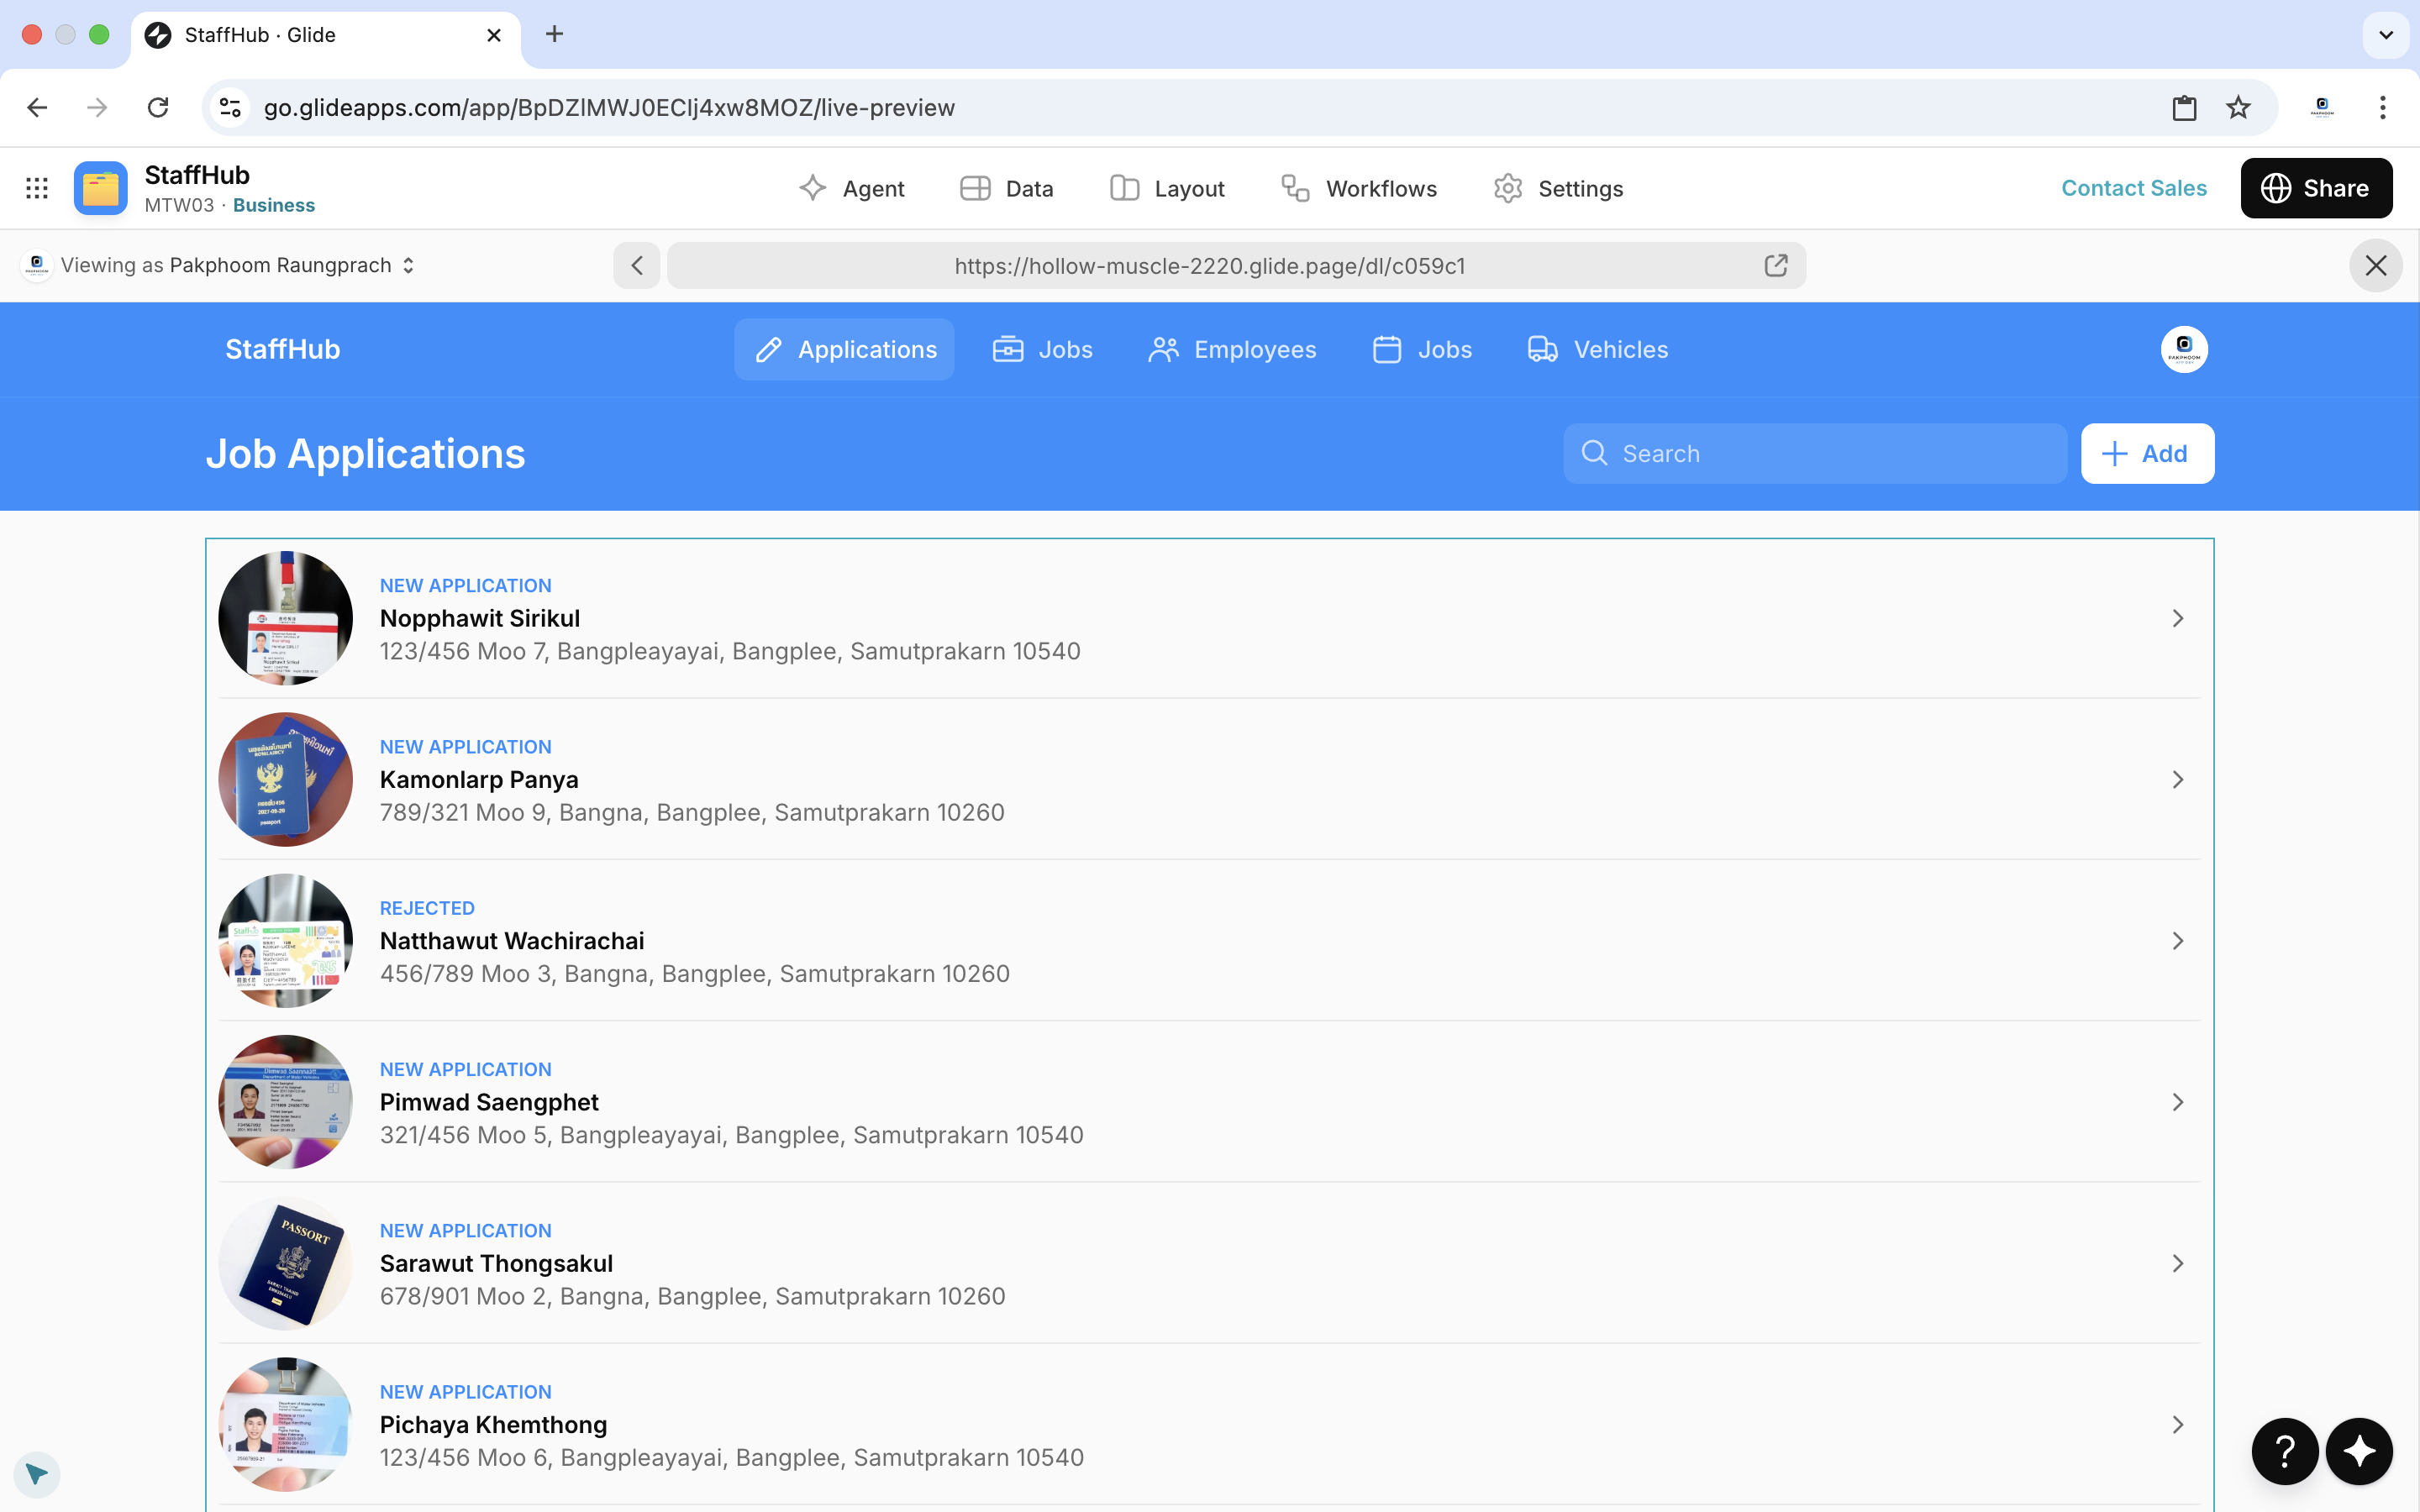 StaffHub · Glide
go.glideapps.com/app/BpDZlMWJ0EClj4xw8MOZ/live-preview
StaffHub
MTW03 · Business
Agent
Data
Layout
Workflows
Settings
Contact Sales
Share
Viewing as Pakphoom Raungprach
https://hollow-muscle-2220.glide.page/dl/c059c1
StaffHub
Applications
Jobs
Employees
Jobs
Vehicles
Job Applications
Search
Add
NEW APPLICATION
Nopphawit Sirikul
123/456 Moo 7, Bangpleayayai, Bangplee, Samutprakarn 10540
NEW APPLICATION
Kamonlarp Panya
789/321 Moo 9, Bangna, Bangplee, Samutprakarn 10260
REJECTED
Natthawut Wachirachai
456/789 Moo 3, Bangna, Bangplee, Samutprakarn 10260
NEW APPLICATION
Pimwad Saengphet
321/456 Moo 5, Bangpleayayai, Bangplee, Samutprakarn 10540
PASSORT
NEW APPLICATION
Sarawut Thongsakul
678/901 Moo 2, Bangna, Bangplee, Samutprakarn 10260
NEW APPLICATION
Pichaya Khemthong
123/456 Moo 6, Bangpleayayai, Bangplee, Samutprakarn 10540